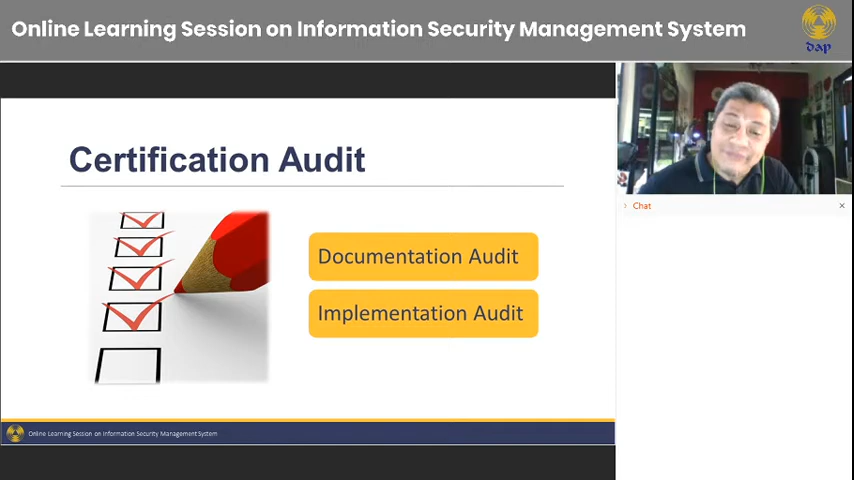 Online Learning Session on Information Security Management System
dap
Certification Audit
Documentation Audit
Implementation Audit
Online Learning Session on Information Security Management System
Chat